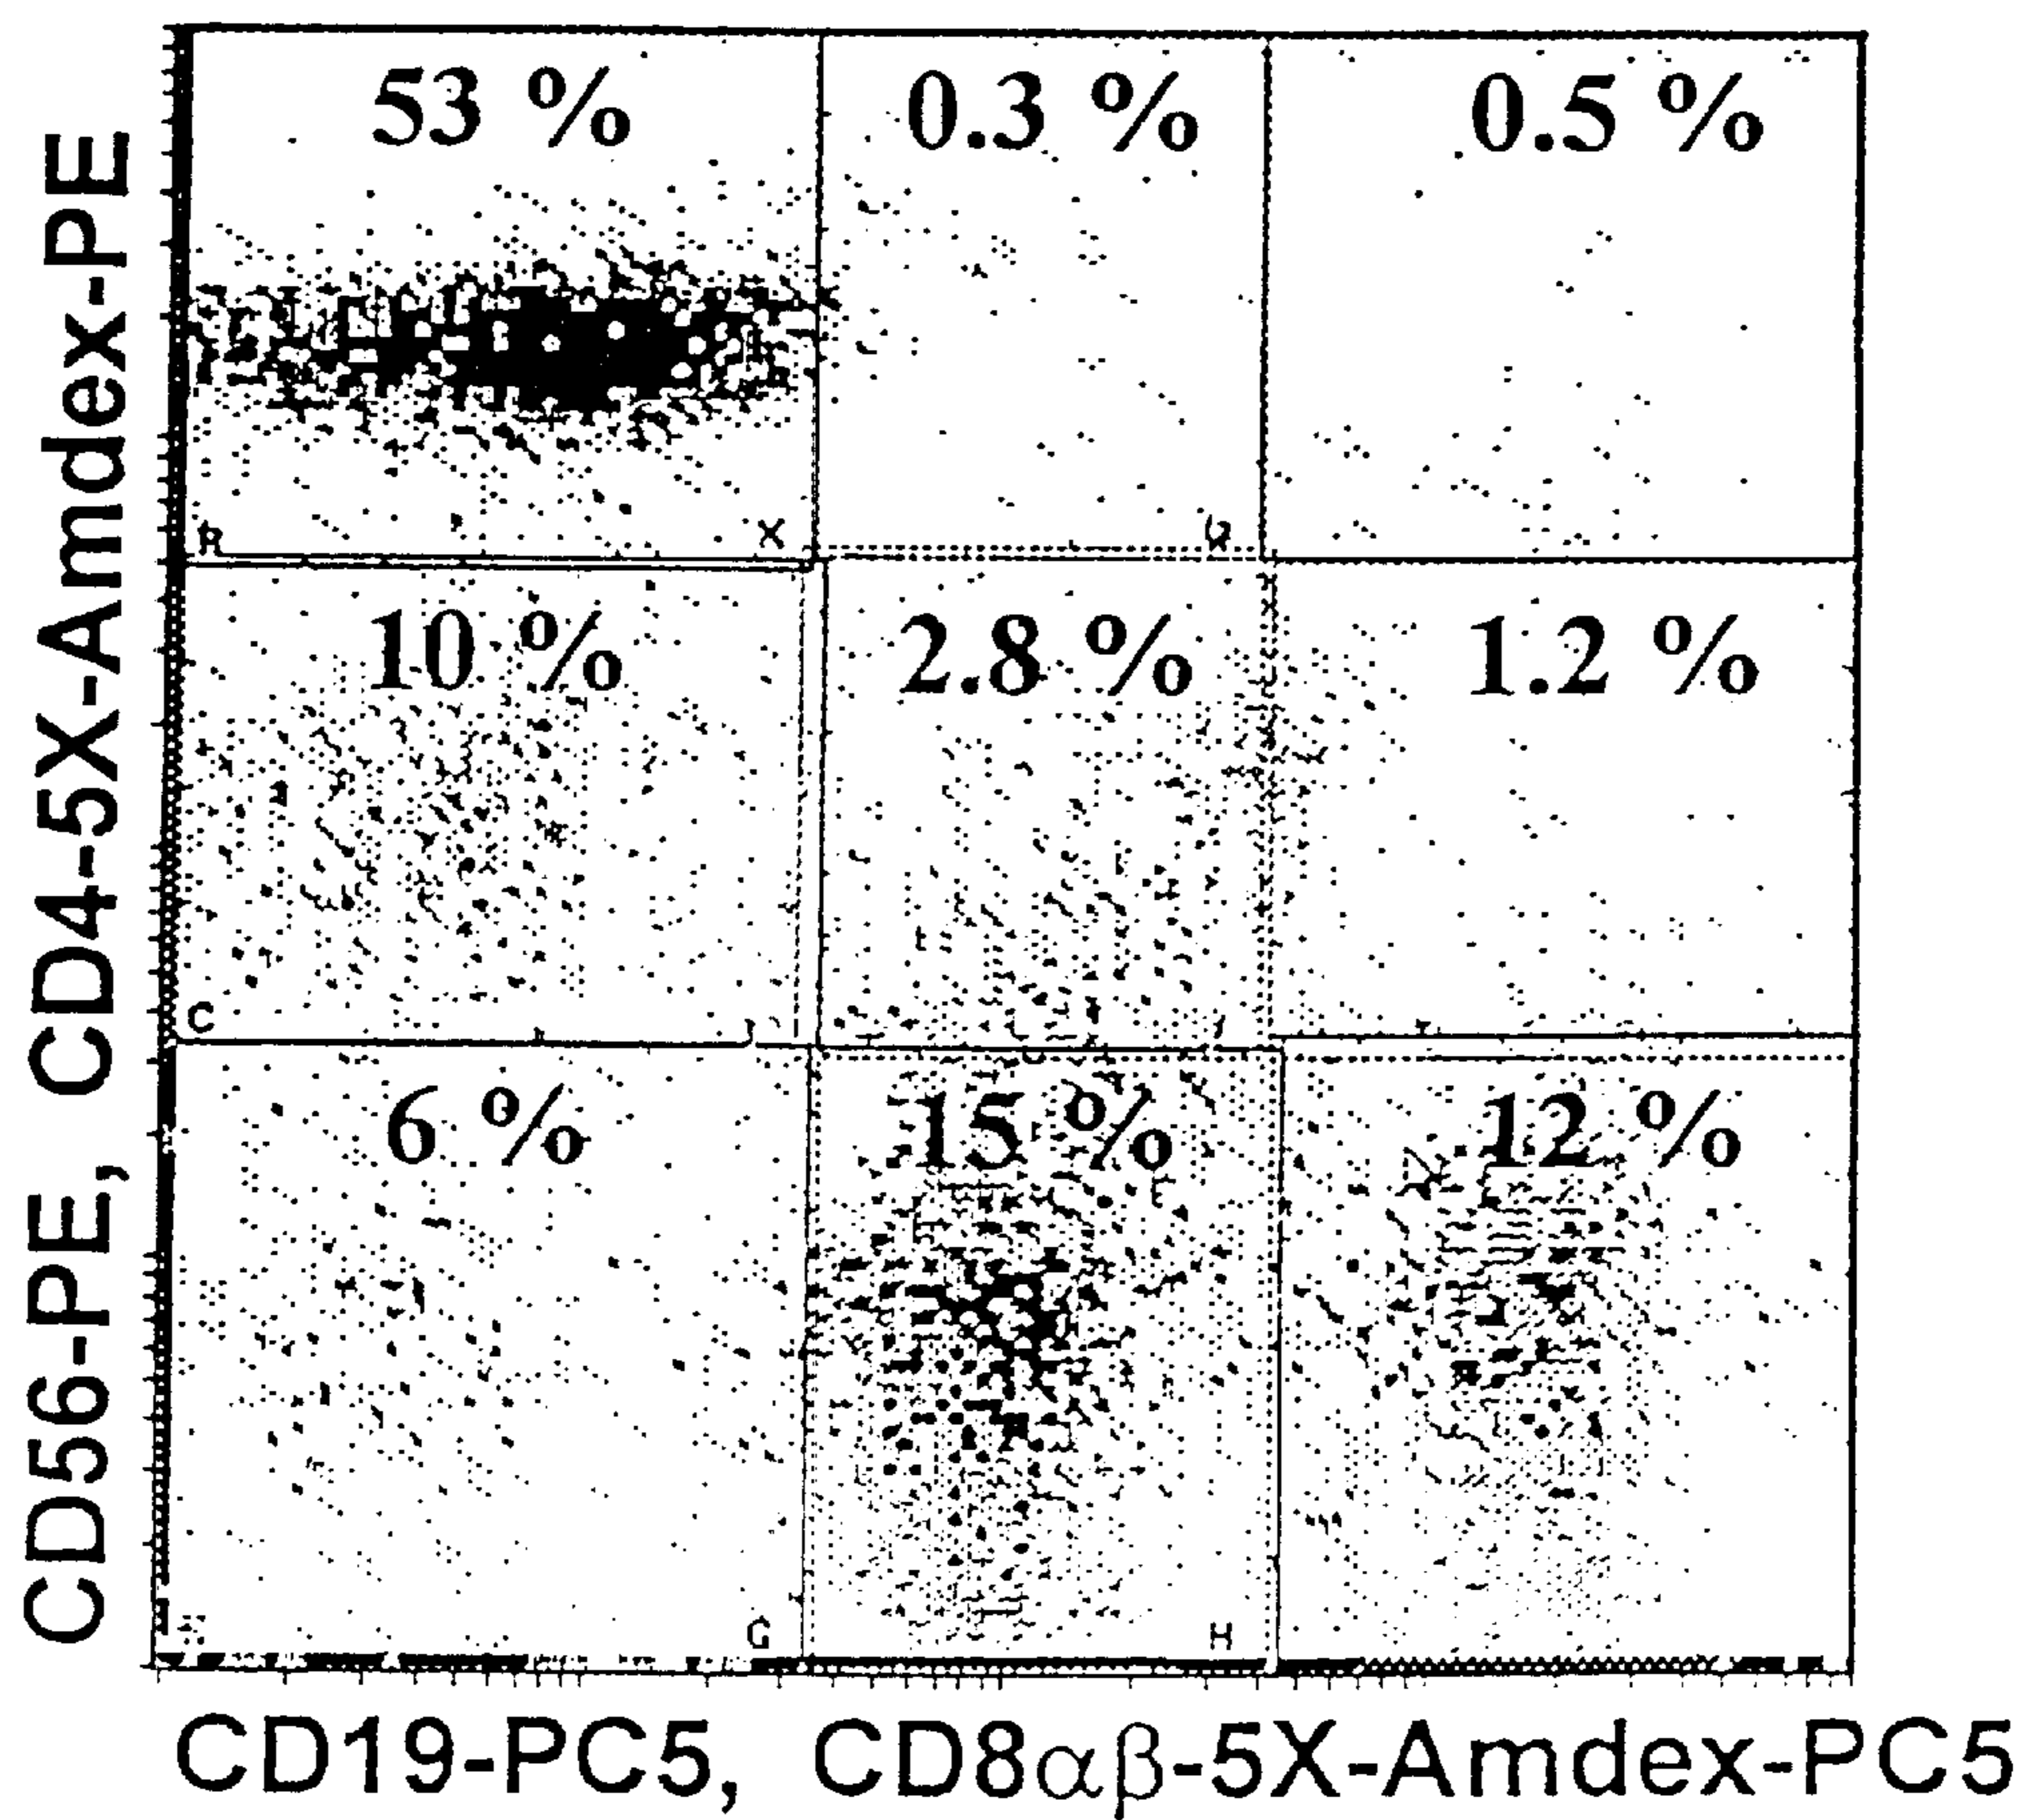 CD56-PE, CD4-5X-Amdex-PE
53 % 0.3 % 0.5 %
X
10 % 2.8 % 1.2 %
C
6 % 15 % 12 %
G H
CD19-PC5, CD8αβ-5X-Amdex-PC5